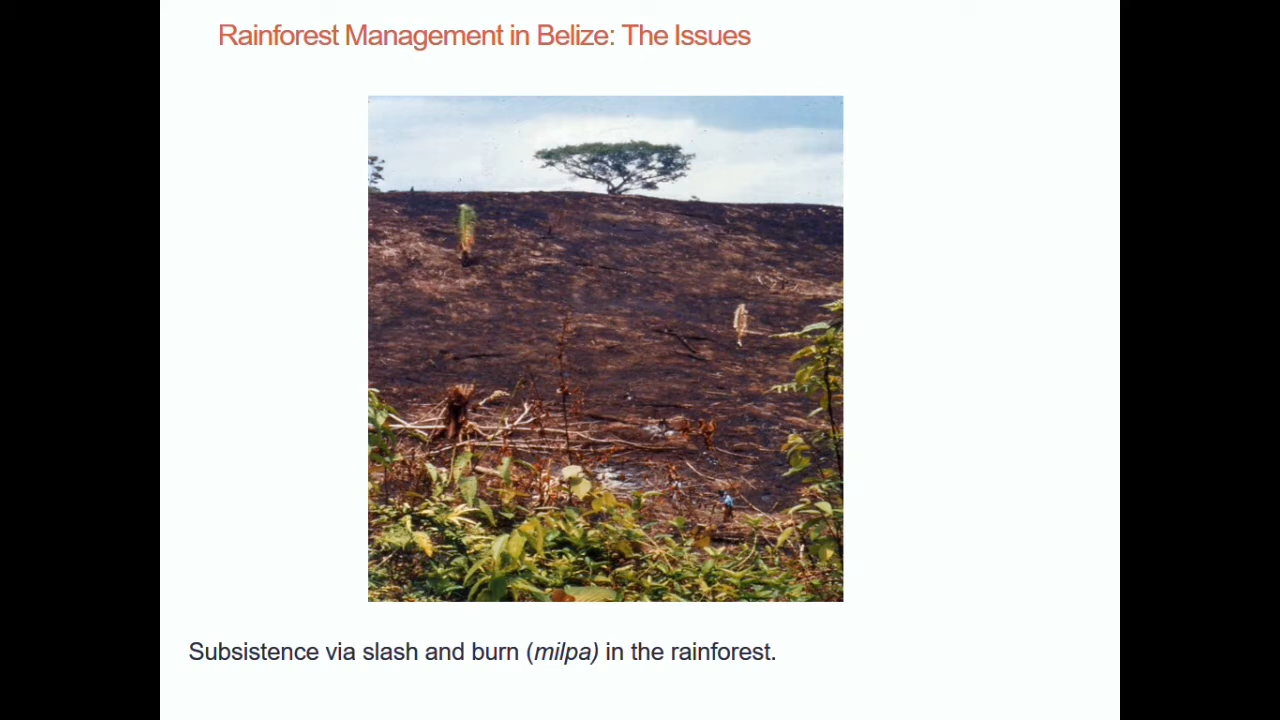 Rainforest Management in Belize: The Issues
Subsistence via slash and burn (milpa) in the rainforest.